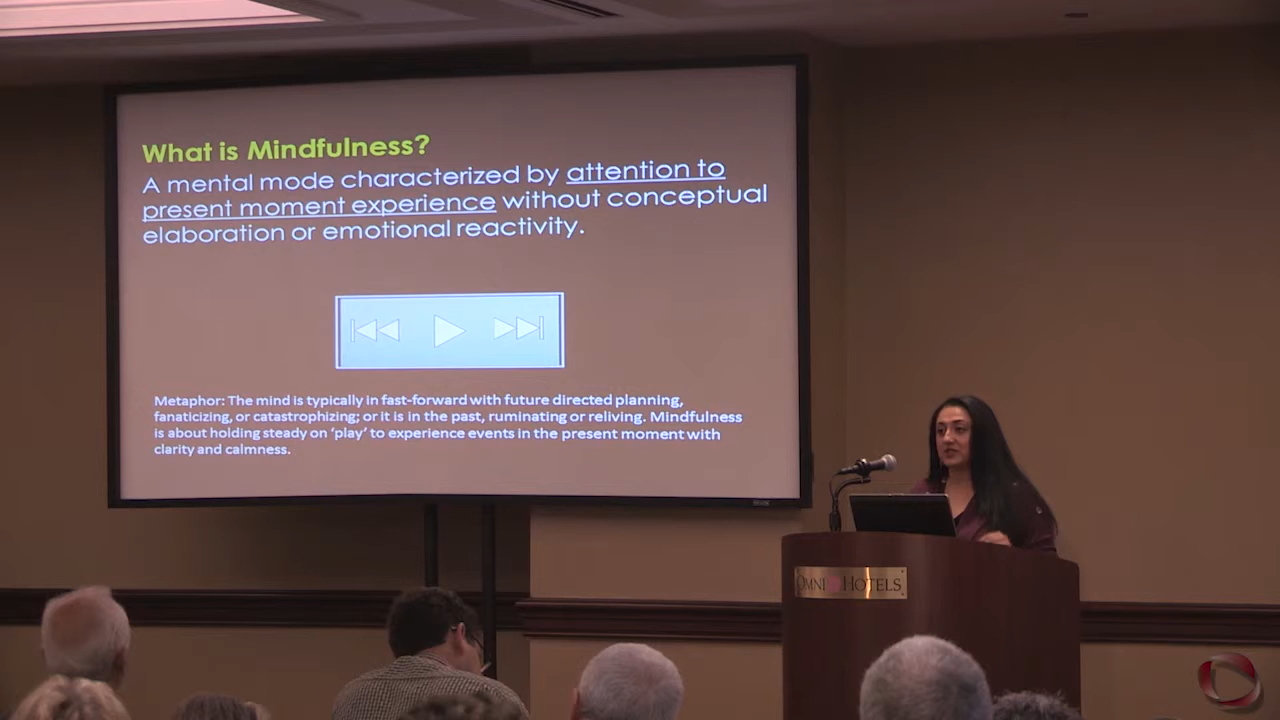 What is Mindfulness?
A mental mode characterized by attention to
present moment experience without conceptual
elaboration or emotional reactivity.
Metaphor: The mind is typically in fast-forward with future directed planning,
fanaticizing, or catastrophizing; or it is in the past, ruminating or reliving. Mindfulness
is about holding steady on ‘play’ to experience events in the present moment with
clarity and calmness.
OMNI HOTELS